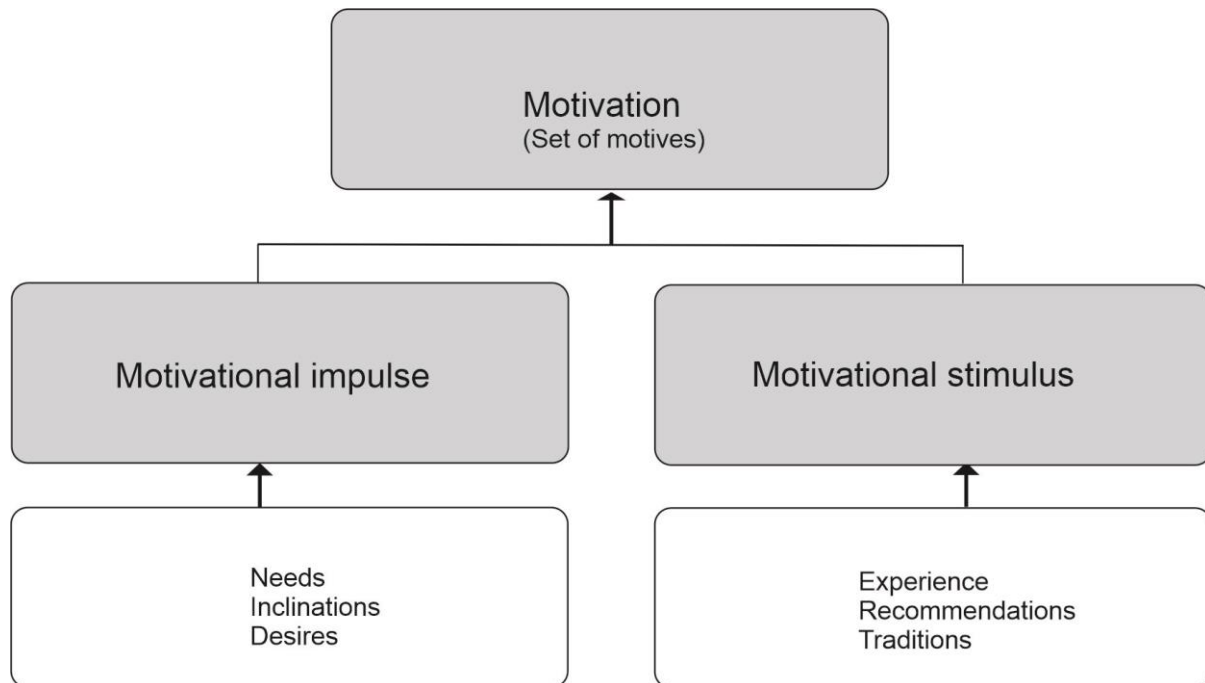 Motivation
(Set of motives)
Motivational impulse
Motivational stimulus
Needs
Inclinations
Desires
Experience
Recommendations
Traditions